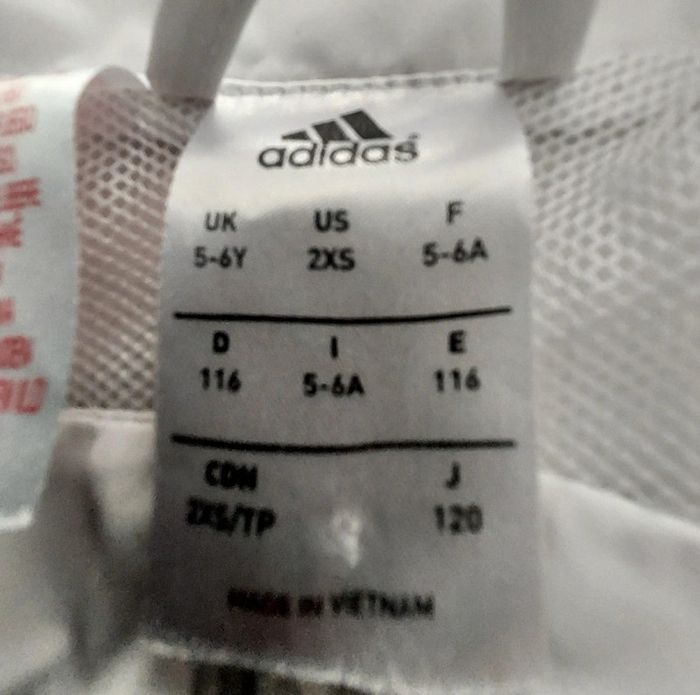 adidas
UK US F
5-6Y 2XS 5-6A
D I E
116 5-6A 116
CDN J
2XS/TP 120
MADE IN VIETNAM